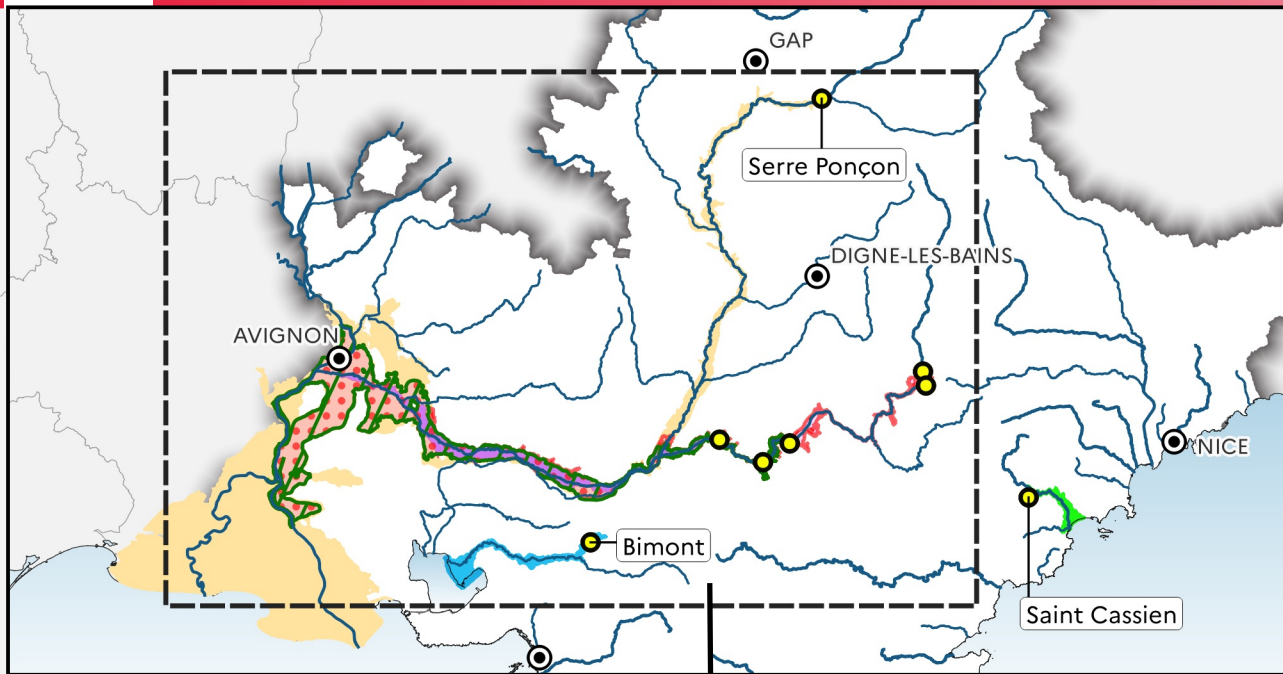 GAP
Serre Ponçon
DIGNE-LES-BAINS
AVIGNON
NICE
Bimont
Saint Cassien